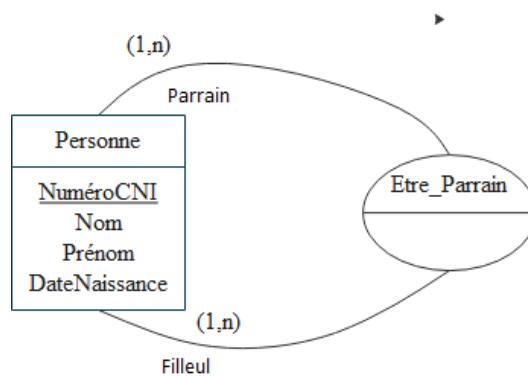 (1,n)
Parrain
Personne
NuméroCNI
Nom
Prénom
DateNaissance
Etre_Parrain
(1,n)
Filleul